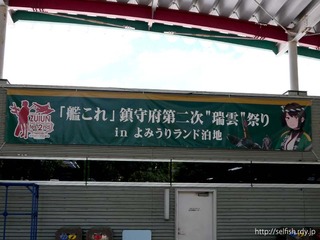 「艦これ」鎮守府第二次"瑞雲"祭り
in よみうりランド泊地
ZUIUN
http://selfish.rdy.jp